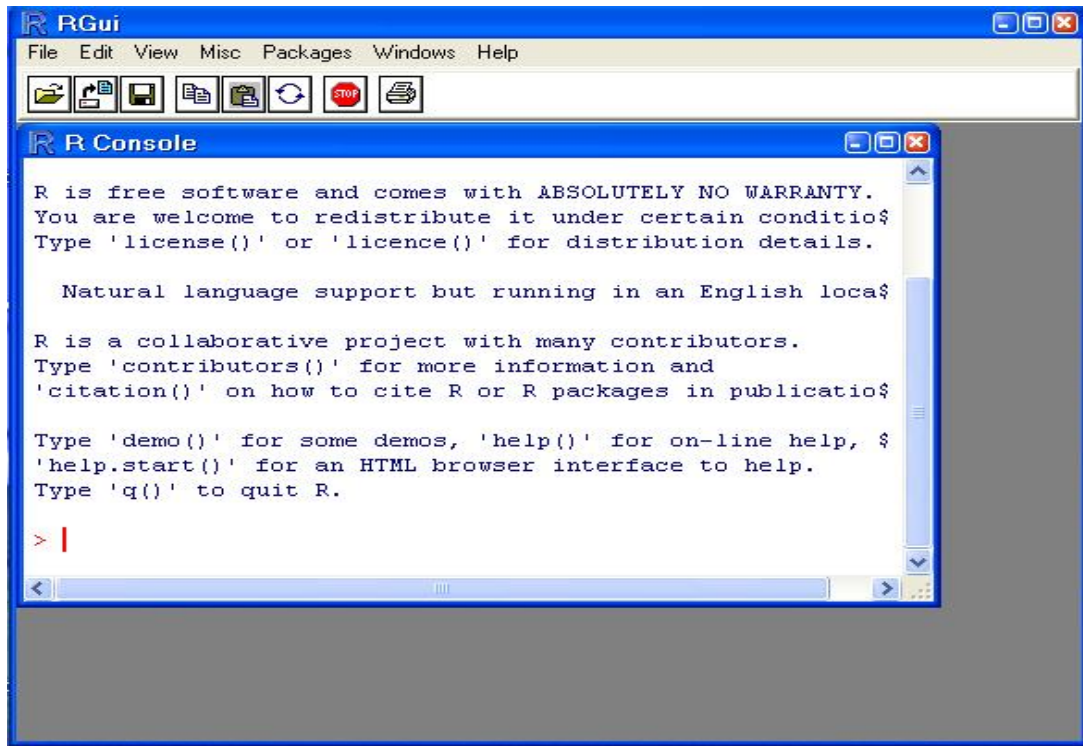 RGui
File Edit View Misc Packages Windows Help
STOP
R Console
R is free software and comes with ABSOLUTELY NO WARRANTY.
You are welcome to redistribute it under certain conditio$
Type 'license()' or 'licence()' for distribution details.
Natural language support but running in an English loca$
R is a collaborative project with many contributors.
Type 'contributors()' for more information and
'citation()' on how to cite R or R packages in publicatio$
Type 'demo()' for some demos, 'help()' for on-line help, $
'help.start()' for an HTML browser interface to help.
Type 'q()' to quit R.
>